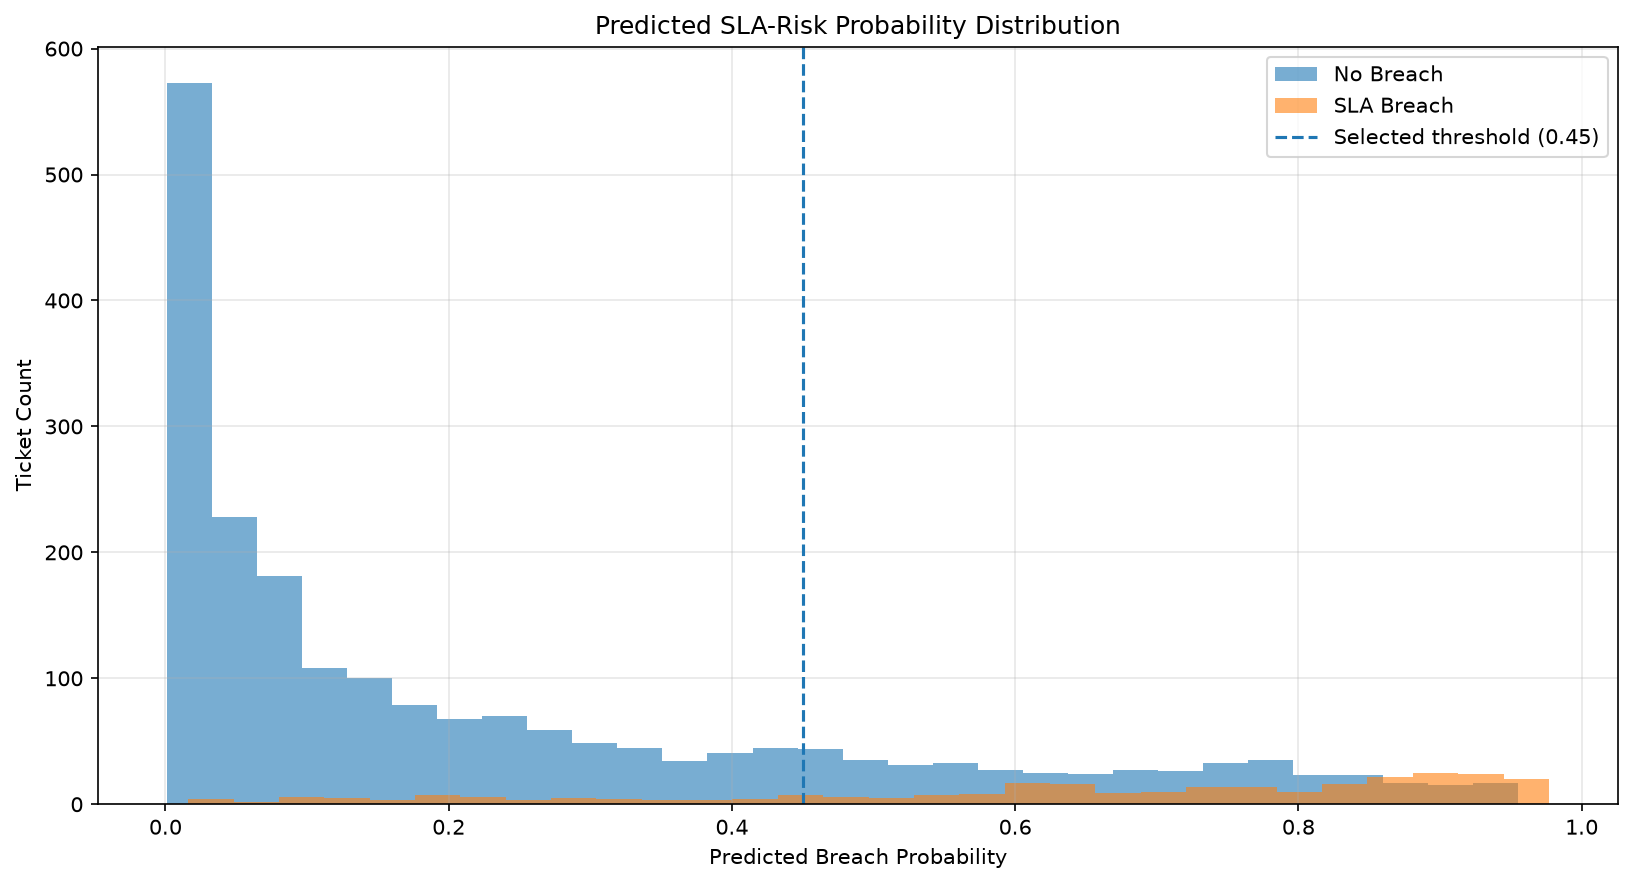 Predicted SLA-Risk Probability Distribution
No Breach
SLA Breach
Selected threshold (0.45)
Ticket Count
600
500
400
300
200
100
0
0.0 0.2 0.4 0.6 0.8 1.0
Predicted Breach Probability